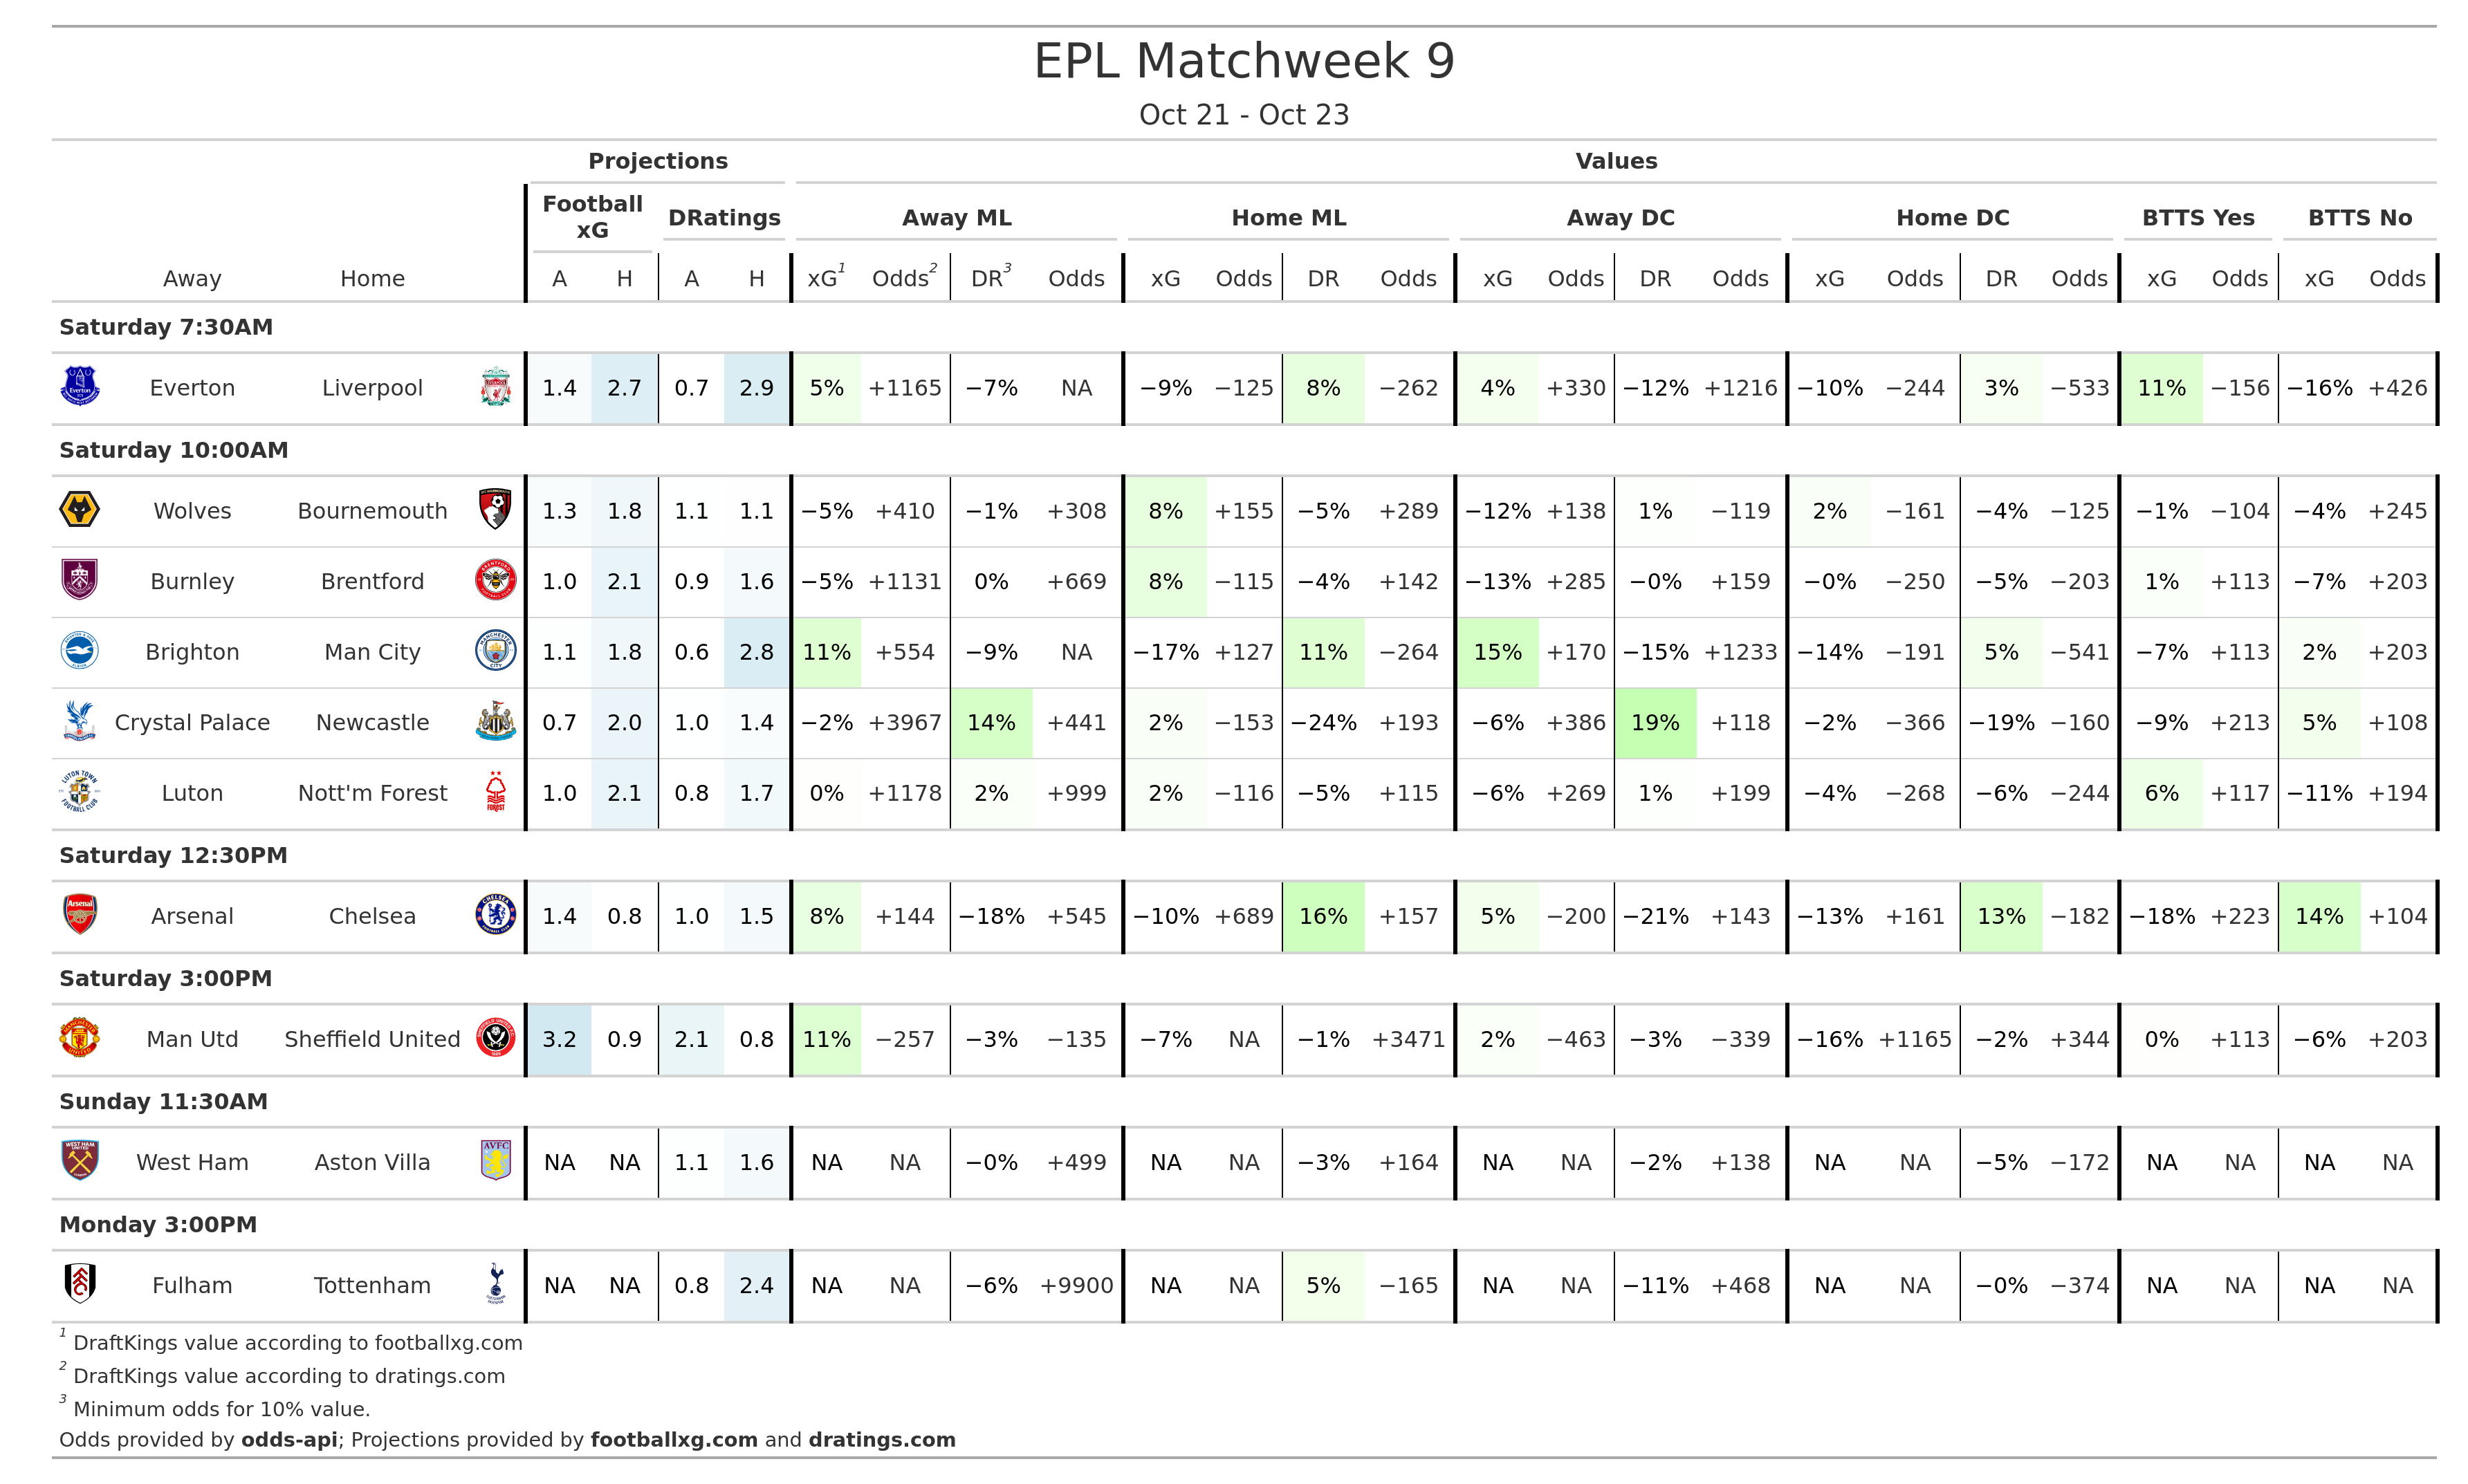 EPL Matchweek 9
Oct 21 - Oct 23
Projections Values
Football xG DRatings Away ML Home ML Away DC Home DC BTTS Yes BTTS No
Away Home A H A H xG1 Odds2 DR3 Odds xG Odds DR Odds xG Odds DR Odds xG Odds DR Odds xG Odds xG Odds
Saturday 7:30AM
Everton Liverpool 1.4 2.7 0.7 2.9 5% +1165 −7% NA −9% −125 8% −262 4% +330 −12% +1216 −10% −244 3% −533 11% −156 −16% +426
Saturday 10:00AM
Wolves Bournemouth 1.3 1.8 1.1 1.1 −5% +410 −1% +308 8% +155 −5% +289 −12% +138 1% −119 2% −161 −4% −125 −1% −104 −4% +245
Burnley Brentford 1.0 2.1 0.9 1.6 −5% +1131 0% +669 8% −115 −4% +142 −13% +285 −0% +159 −0% −250 −5% −203 1% +113 −7% +203
Brighton Man City 1.1 1.8 0.6 2.8 11% +554 −9% NA −17% +127 11% −264 15% +170 −15% +1233 −14% −191 5% −541 −7% +113 2% +203
Crystal Palace Newcastle 0.7 2.0 1.0 1.4 −2% +3967 14% +441 2% −153 −24% +193 −6% +386 19% +118 −2% −366 −19% −160 −9% +213 5% +108
Luton Nott'm Forest 1.0 2.1 0.8 1.7 0% +1178 2% +999 2% −116 −5% +115 −6% +269 1% +199 −4% −268 −6% −244 6% +117 −11% +194
Saturday 12:30PM
Arsenal Chelsea 1.4 0.8 1.0 1.5 8% +144 −18% +545 −10% +689 16% +157 5% −200 −21% +143 −13% +161 13% −182 −18% +223 14% +104
Saturday 3:00PM
Man Utd Sheffield United 3.2 0.9 2.1 0.8 11% −257 −3% −135 −7% NA −1% +3471 2% −463 −3% −339 −16% +1165 −2% +344 0% +113 −6% +203
Sunday 11:30AM
West Ham Aston Villa NA NA 1.1 1.6 NA NA −0% +499 NA NA −3% +164 NA NA −2% +138 NA NA −5% −172 NA NA NA NA
Monday 3:00PM
Fulham Tottenham NA NA 0.8 2.4 NA NA −6% +9900 NA NA 5% −165 NA NA −11% +468 NA NA −0% −374 NA NA NA NA
1 DraftKings value according to footballxg.com
2 DraftKings value according to dratings.com
3 Minimum odds for 10% value.
Odds provided by odds-api; Projections provided by footballxg.com and dratings.com